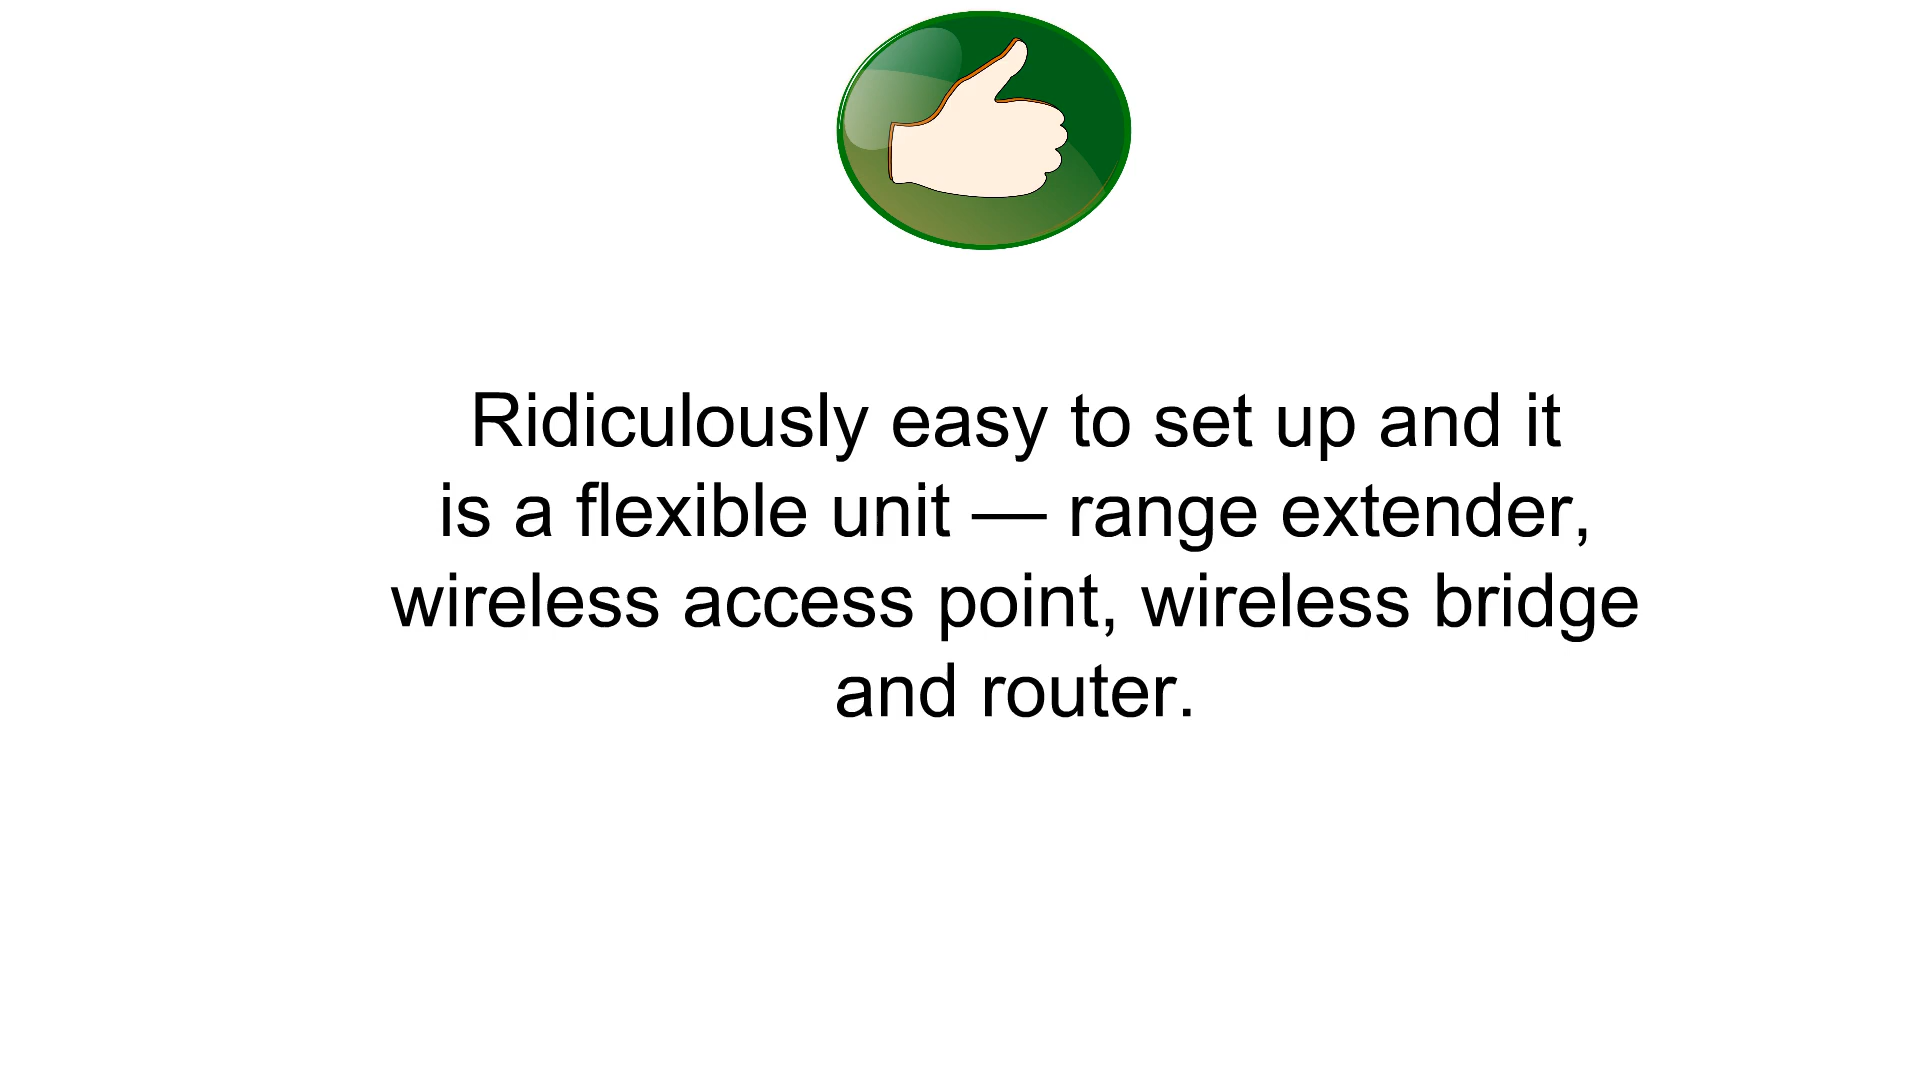 Ridiculously easy to set up and it
is a flexible unit — range extender,
wireless access point, wireless bridge
and router.